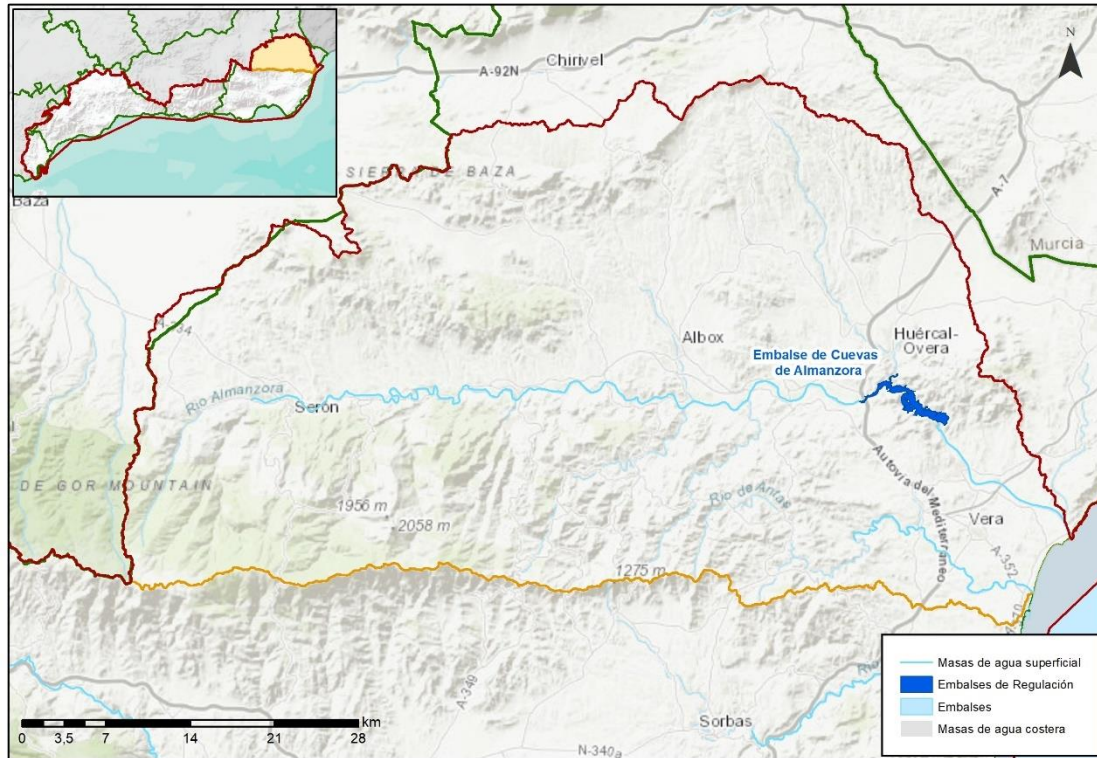 N
Chirivel
A-92N
SIERRA DE BAZA
Baza
A-7
Murcia
A-334
Huércal-
Overa
Albox
Embalse de Cuevas
de Almanzora
Río Almanzora
Serón
DE GOR MOUNTAIN
1956 m
2058 m
Río de Antas
Autovía del Mediterráneo
Vera
A-352
1275 m
A-349
Sorbas
N-340a
km
0 3,5 7 14 21 28
Masas de agua superficial
Embalses de Regulación
Embalses
Masas de agua costera